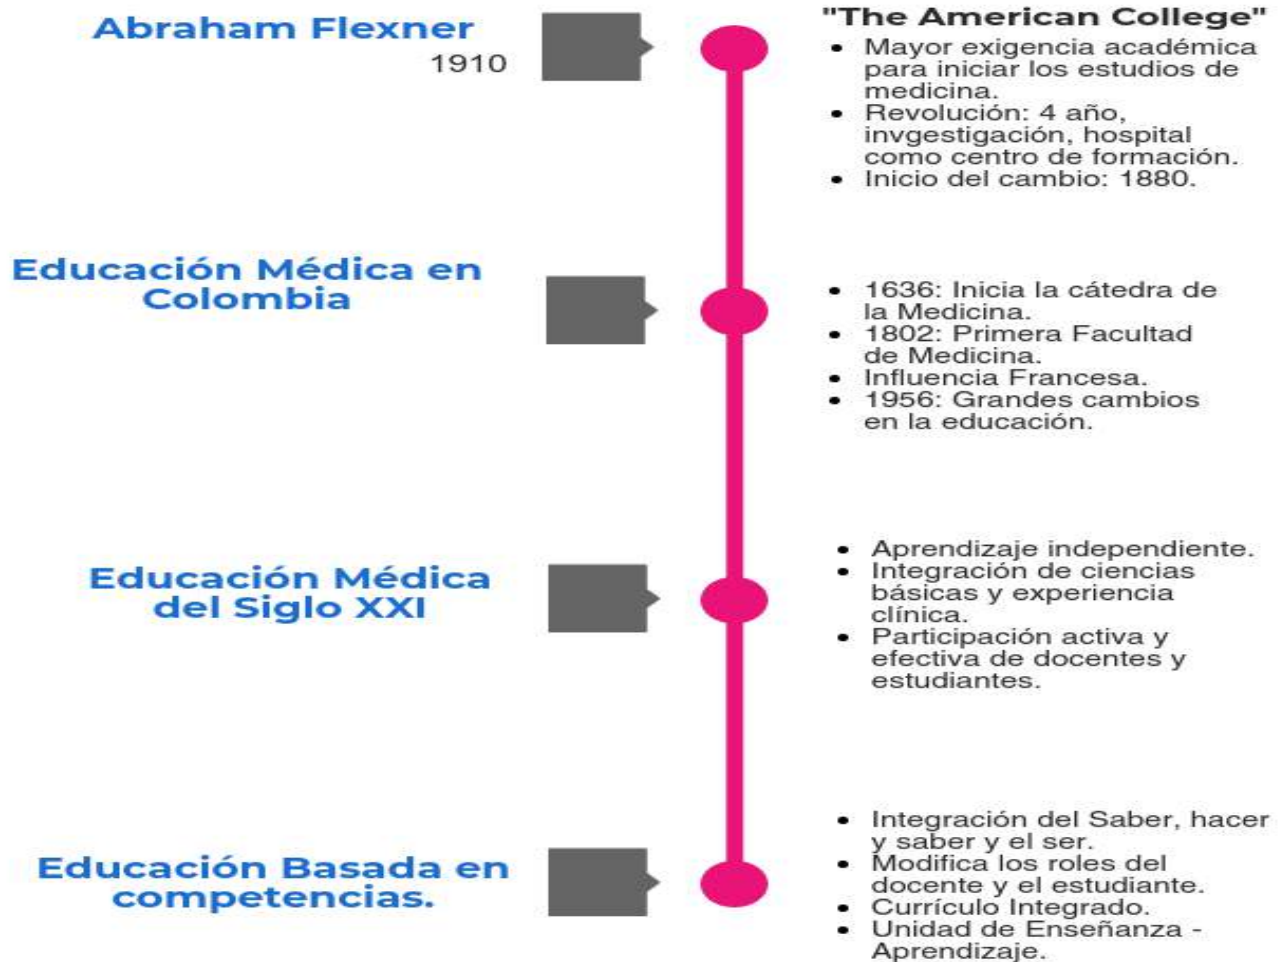 Abraham Flexner
1910
"The American College"
• Mayor exigencia académica
para iniciar los estudios de
medicina.
• Revolución: 4 año,
invgestigación, hospital
como centro de formación.
• Inicio del cambio: 1880.
Educación Médica en
Colombia
• 1636: Inicia la cátedra de
la Medicina.
• 1802: Primera Facultad
de Medicina.
• Influencia Francesa.
• 1956: Grandes cambios
en la educación.
Educación Médica
del Siglo XXI
• Aprendizaje independiente.
• Integración de ciencias
básicas y experiencia
clínica.
• Participación activa y
efectiva de docentes y
estudiantes.
Educación Basada en
competencias.
• Integración del Saber, hacer
y saber y el ser.
• Modifica los roles del
docente y el estudiante.
• Currículo Integrado.
• Unidad de Enseñanza -
Aprendizaje.